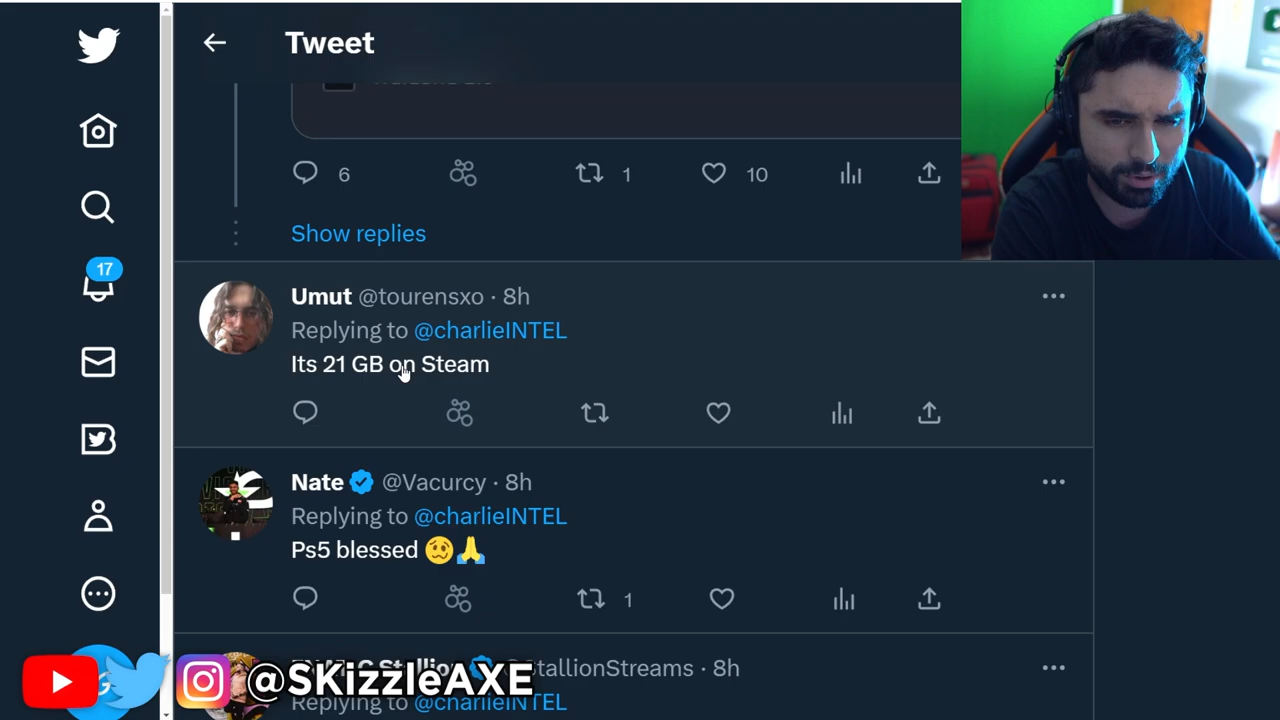 Tweet
6
1
10
Show replies
17
Umut @tourensxo · 8h
Replying to @charlieINTEL
Its 21 GB on Steam
Nate @Vacurcy · 8h
Replying to @charlieINTEL
Ps5 blessed 🥴🙏
1
Stallion @StallionStreams · 8h
@SKizzleAXE
Replying to @charlieINTEL